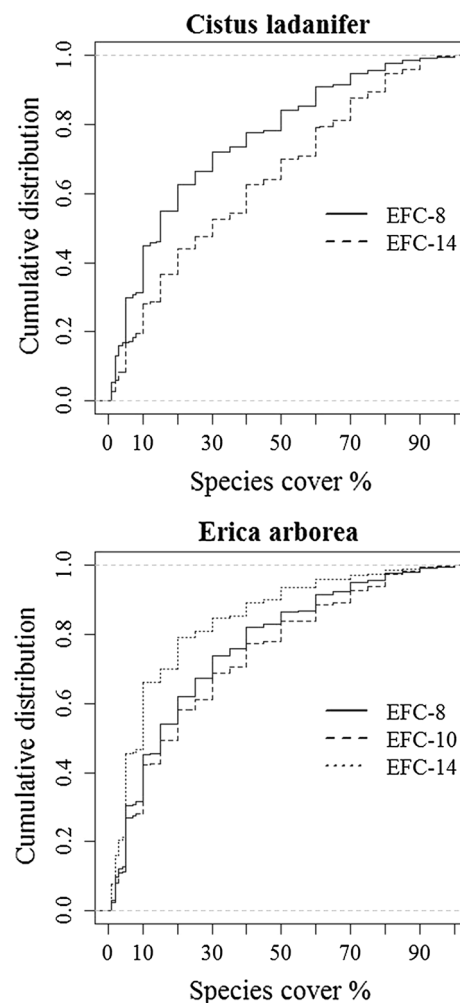 Cistus ladanifer
Cumulative distribution
1.0
0.8
0.6
0.4
0.2
0.0
EFC-8
EFC-14
0 10 30 50 70 90
Species cover %
Erica arborea
Cumulative distribution
1.0
0.8
0.6
0.4
0.2
0.0
EFC-8
EFC-10
EFC-14
0 10 30 50 70 90
Species cover %